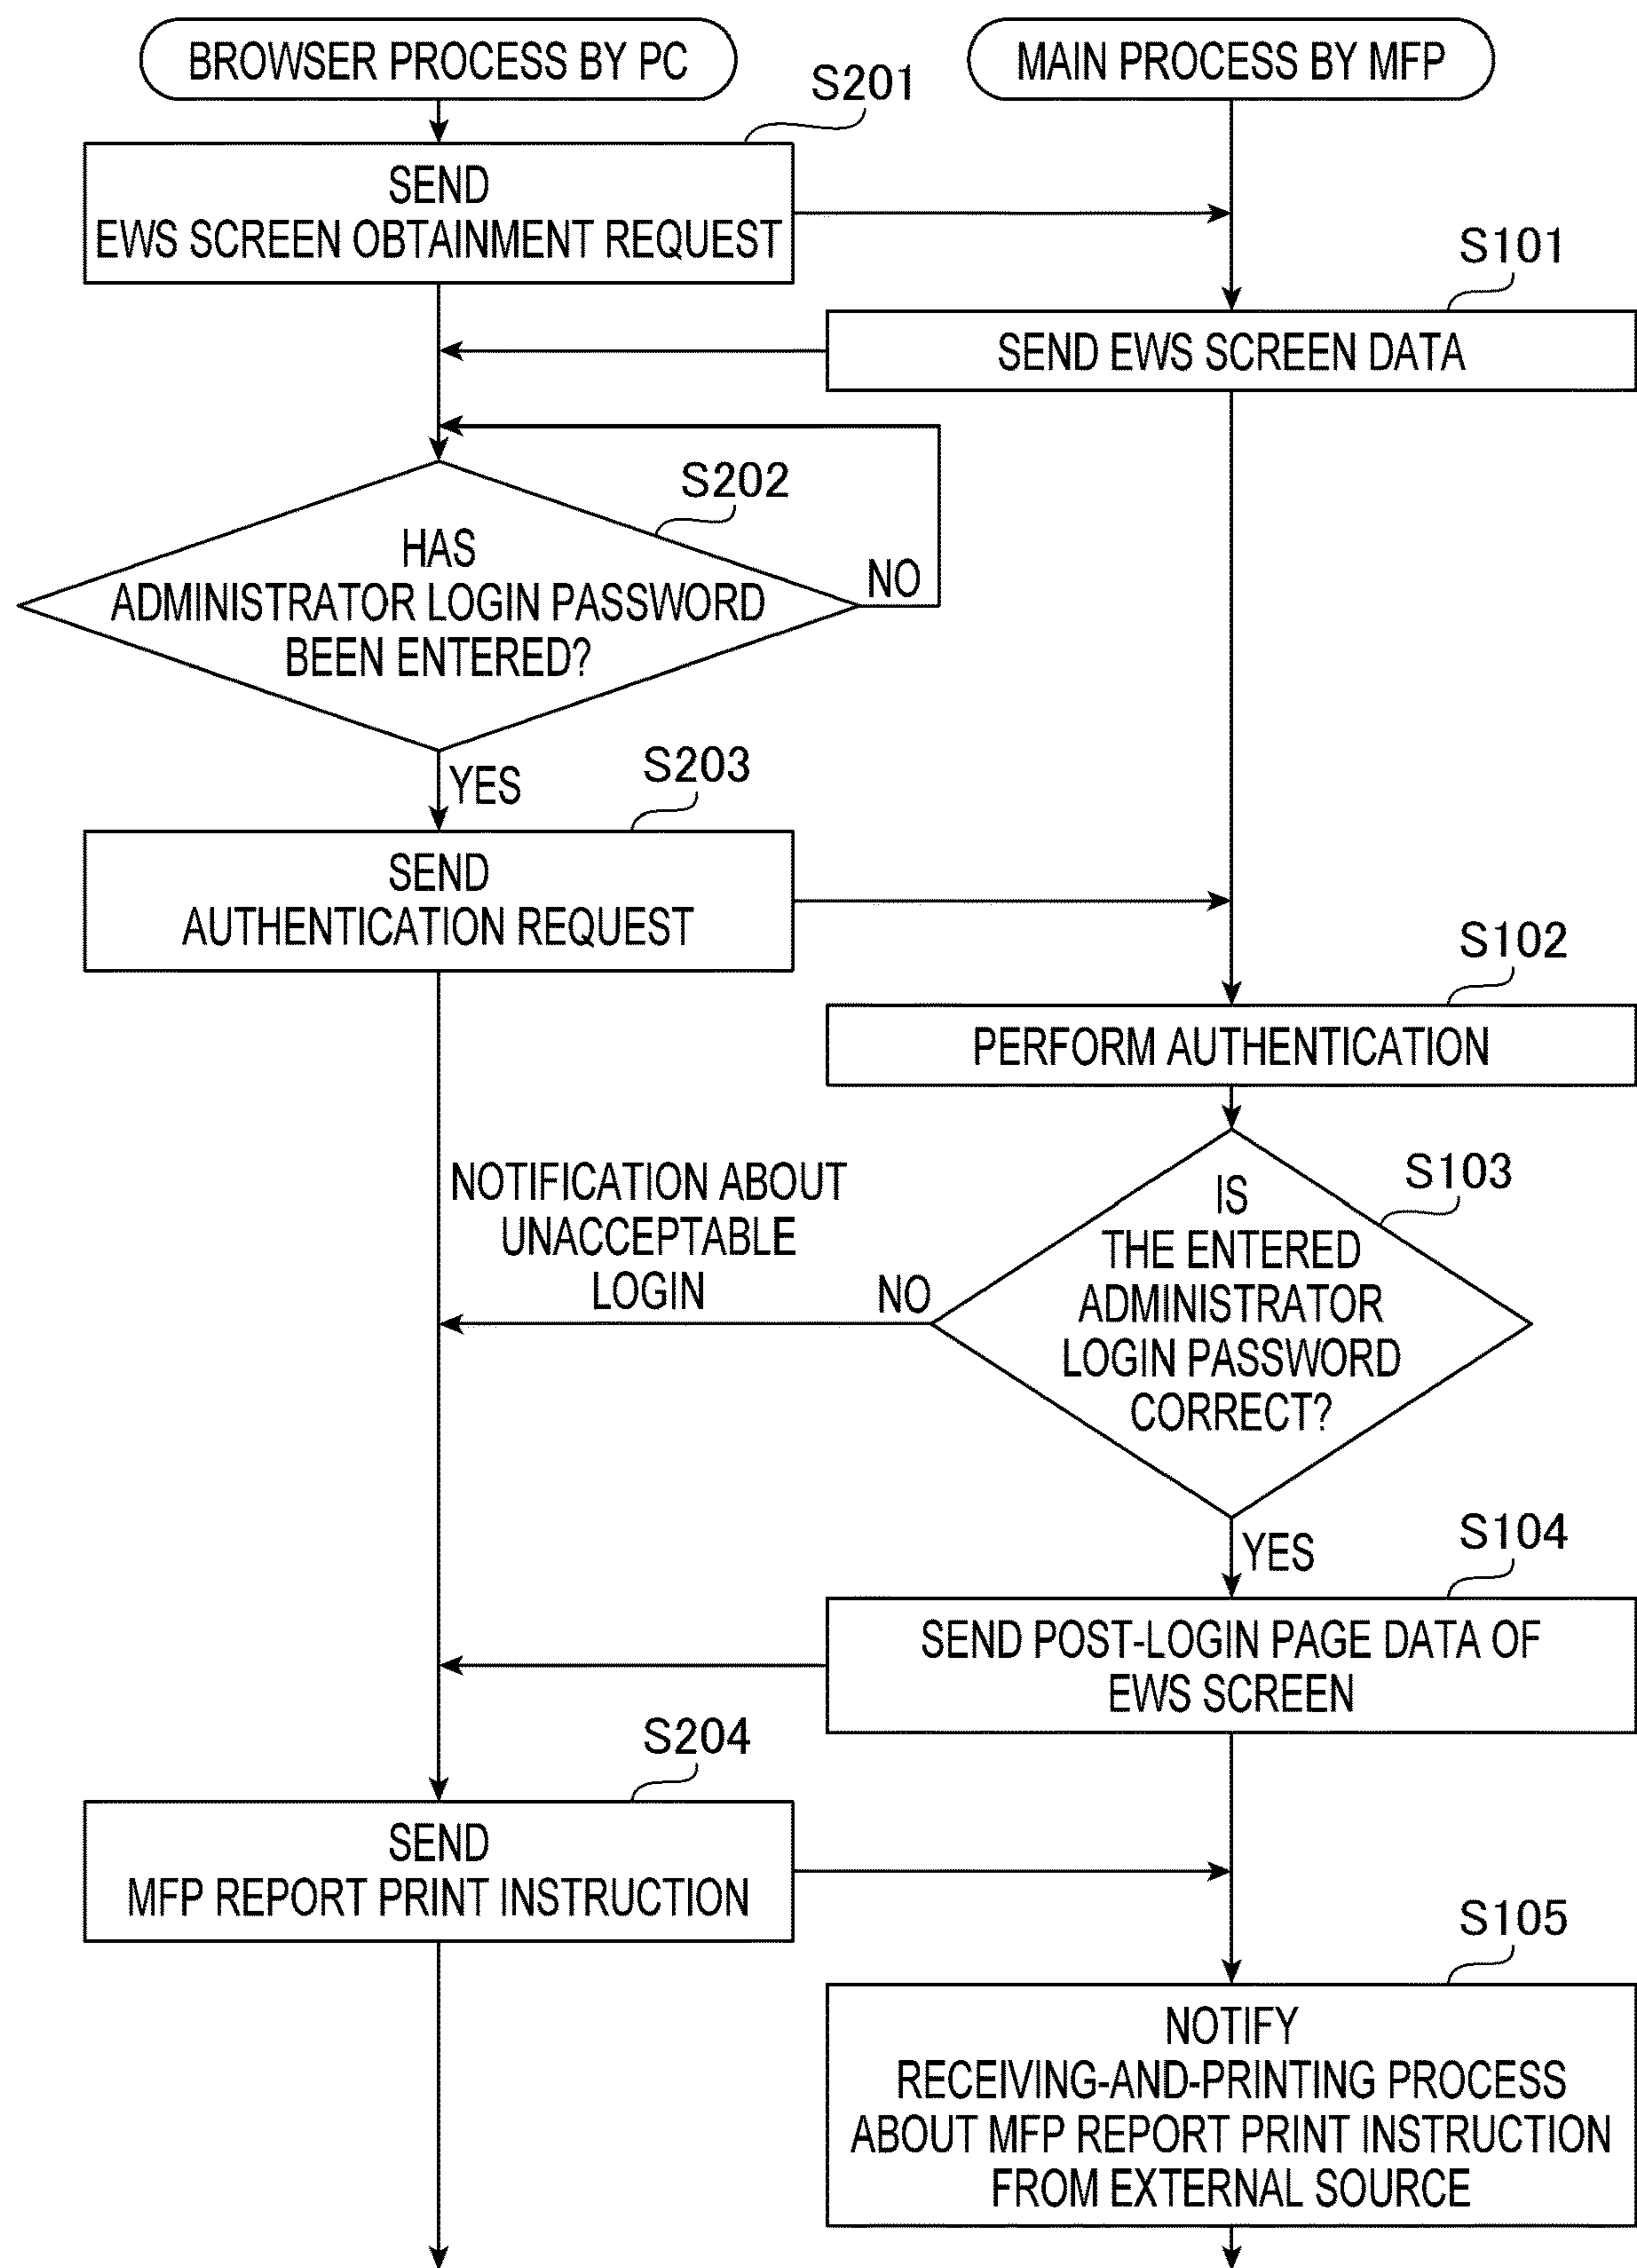 BROWSER PROCESS BY PC
MAIN PROCESS BY MFP
S201
SEND
EWS SCREEN OBTAINMENT REQUEST
S101
SEND EWS SCREEN DATA
S202
HAS
ADMINISTRATOR LOGIN PASSWORD
BEEN ENTERED?
NO
YES
S203
SEND
AUTHENTICATION REQUEST
S102
PERFORM AUTHENTICATION
S103
IS
THE ENTERED
ADMINISTRATOR
LOGIN PASSWORD
CORRECT?
NO
NOTIFICATION ABOUT
UNACCEPTABLE
LOGIN
YES
S104
SEND POST-LOGIN PAGE DATA OF
EWS SCREEN
S204
SEND
MFP REPORT PRINT INSTRUCTION
S105
NOTIFY
RECEIVING-AND-PRINTING PROCESS
ABOUT MFP REPORT PRINT INSTRUCTION
FROM EXTERNAL SOURCE